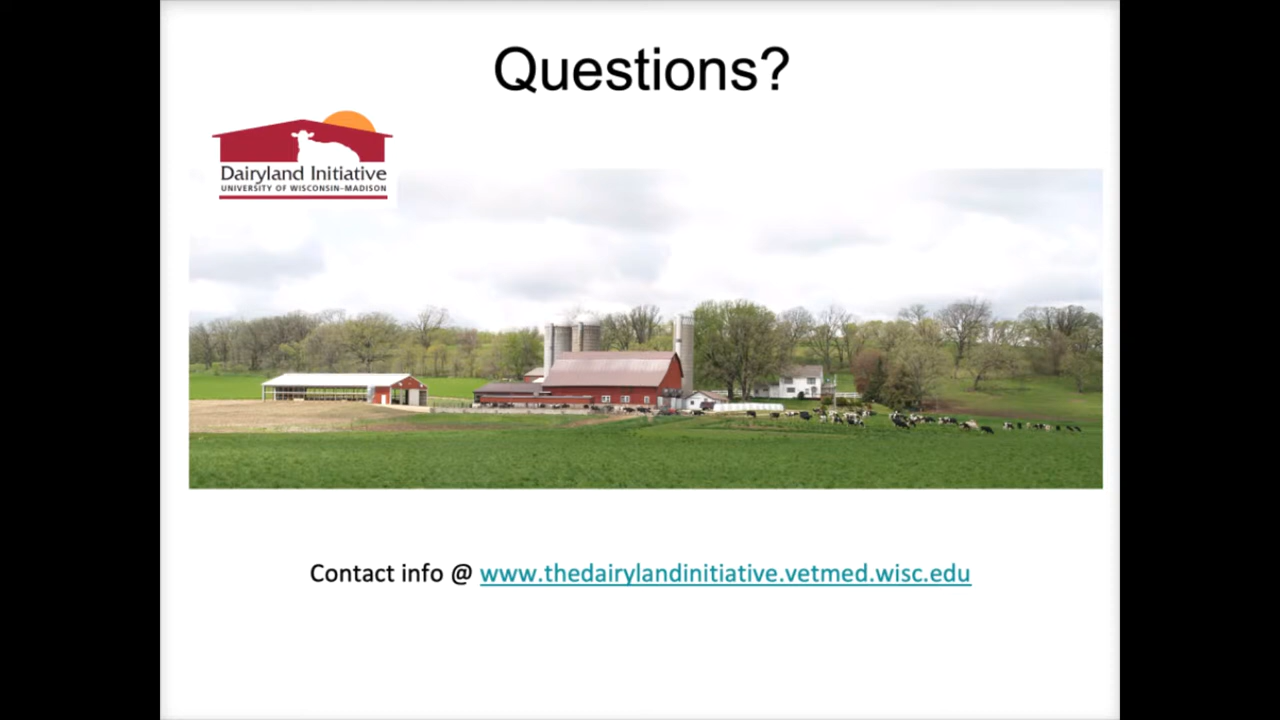 Questions?
Dairyland Initiative
UNIVERSITY OF WISCONSIN–MADISON
Contact info @ www.thedairylandinitiative.vetmed.wisc.edu